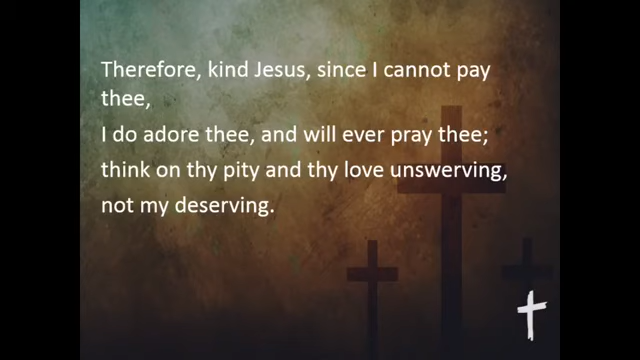 Therefore, kind Jesus, since I cannot pay
thee,
I do adore thee, and will ever pray thee;
think on thy pity and thy love unswerving,
not my deserving.